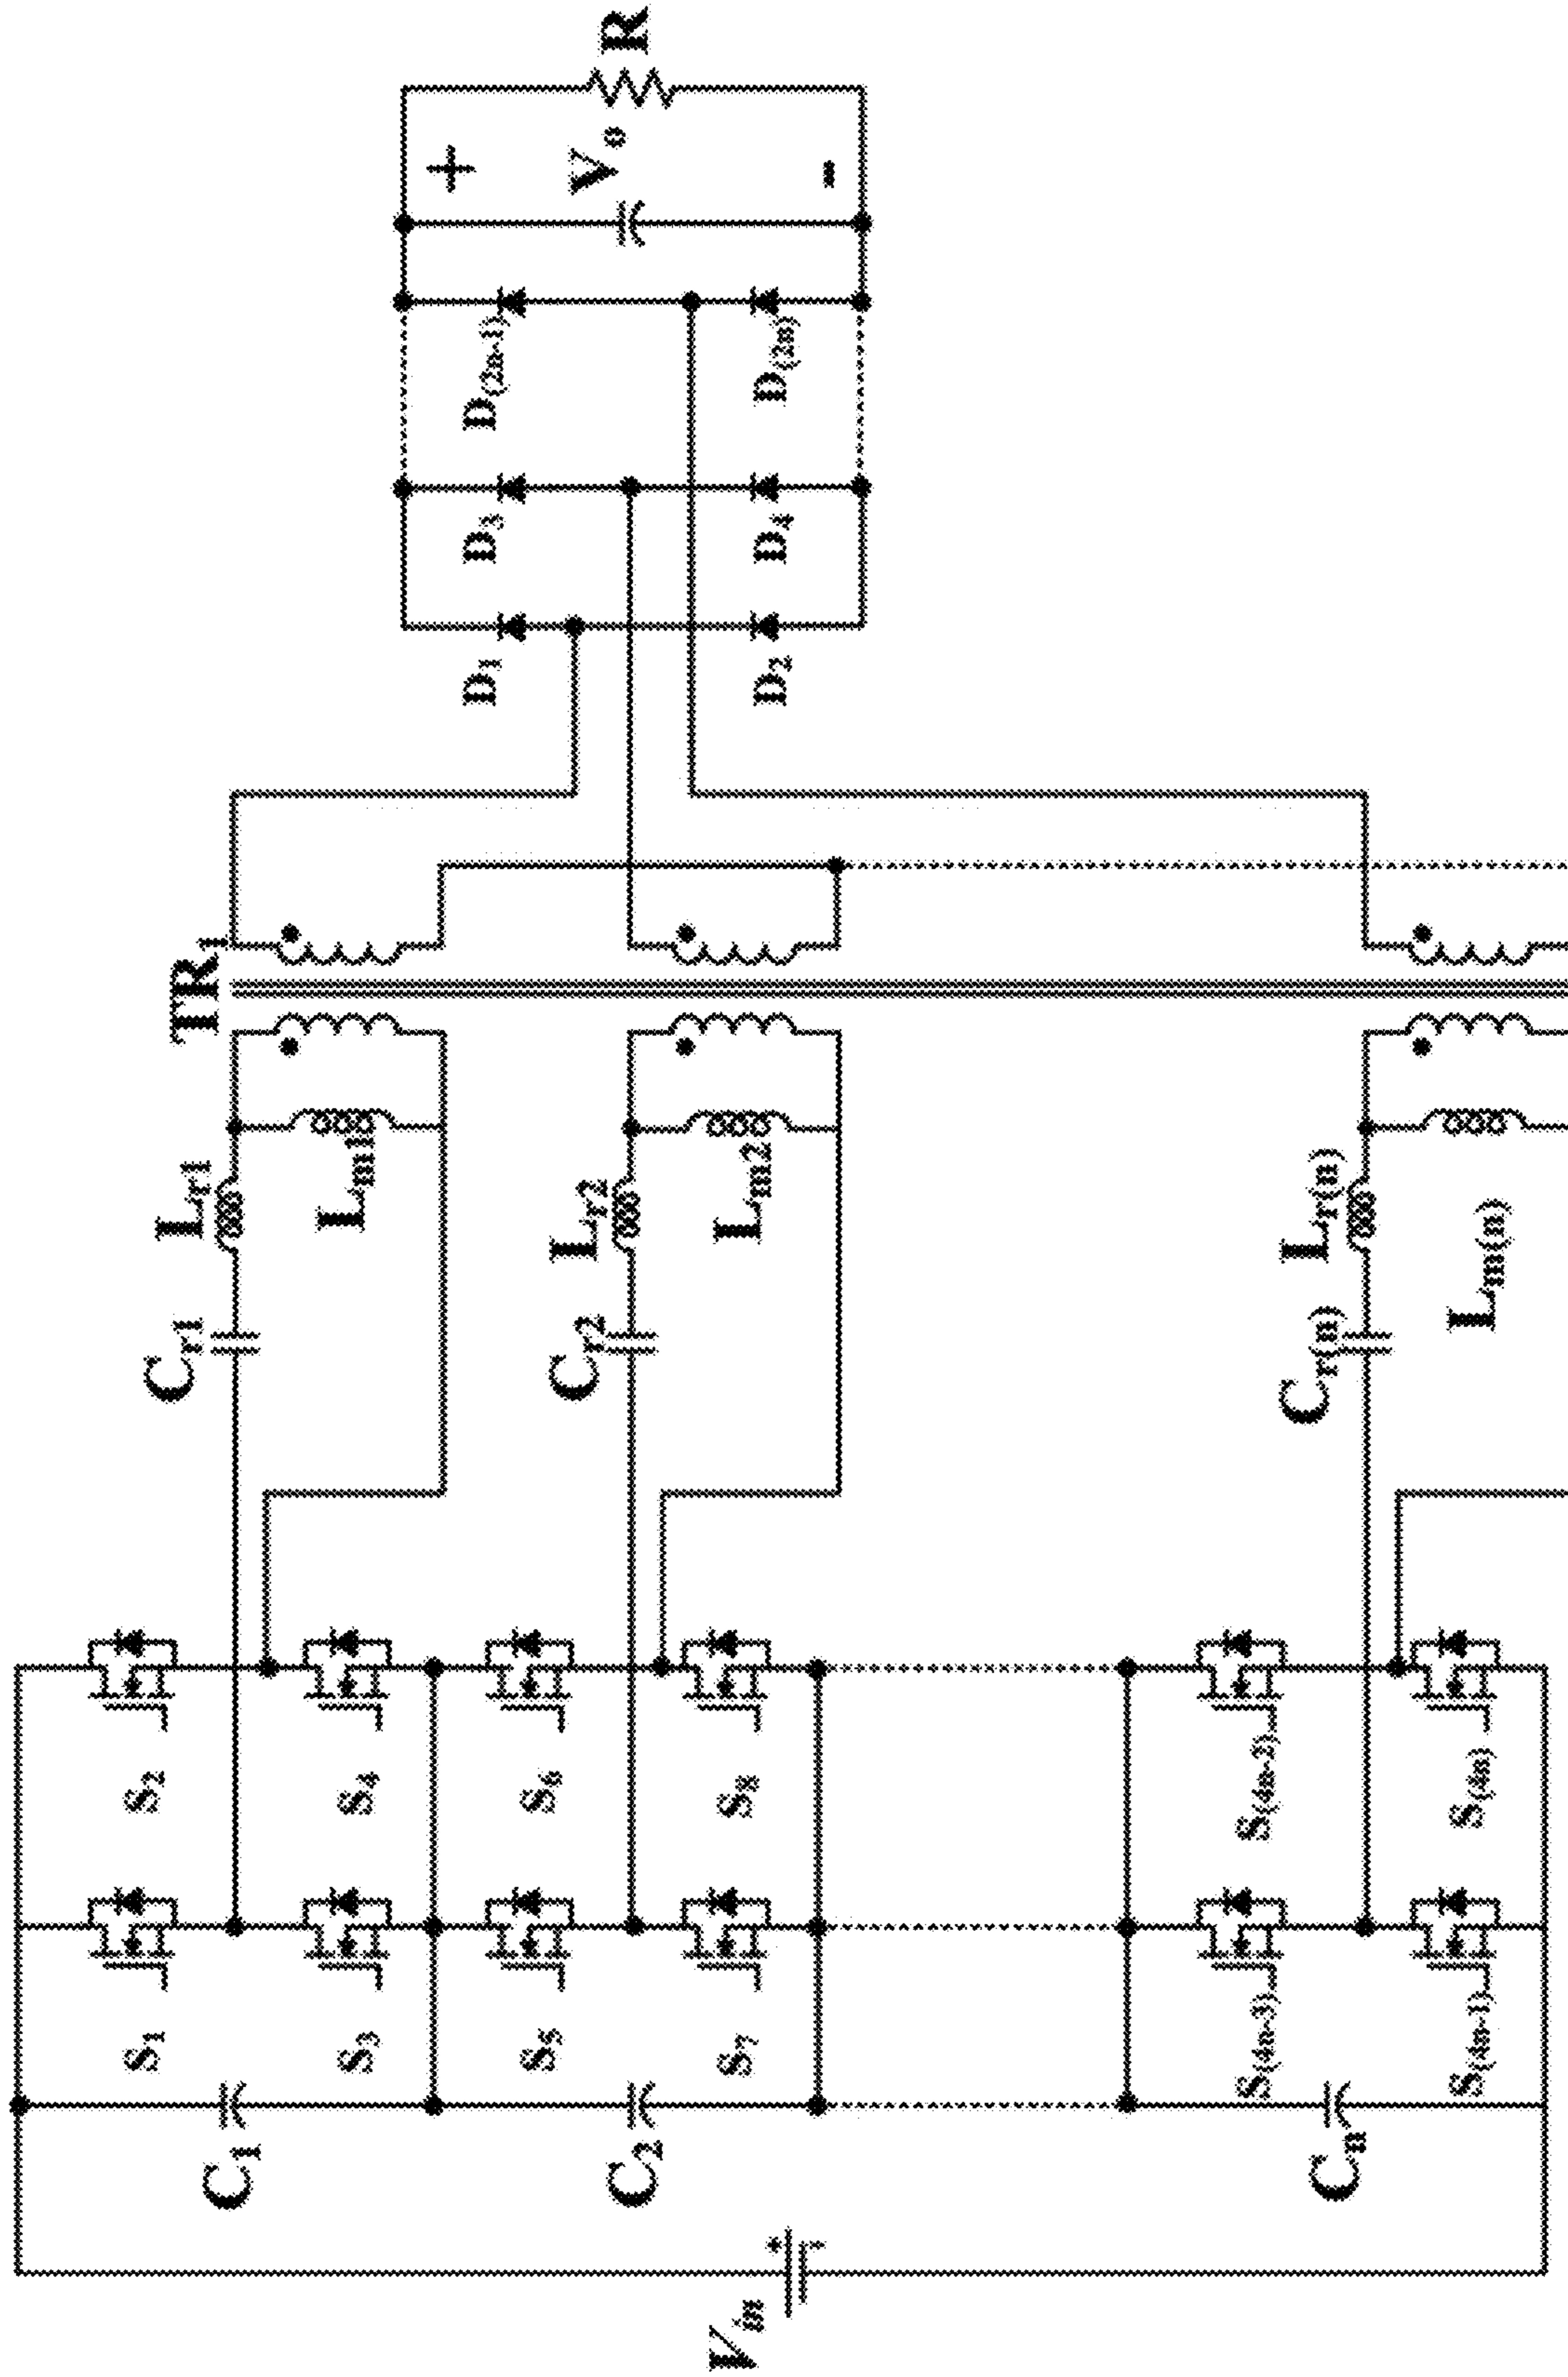 TR1
Cr1
Lr1
Lm1
Cr2
Lr2
Lm2
Cr(n)
Lr(n)
Lm(n)
Vin
+
-
C1
C2
Cn
S1
S2
S3
S4
S5
S6
S7
S8
S(4n-3)
S(4n-2)
S(4n-1)
S(4n)
D1
D2
D3
D4
D(2n-1)
D(2n)
+
Vo
-
R